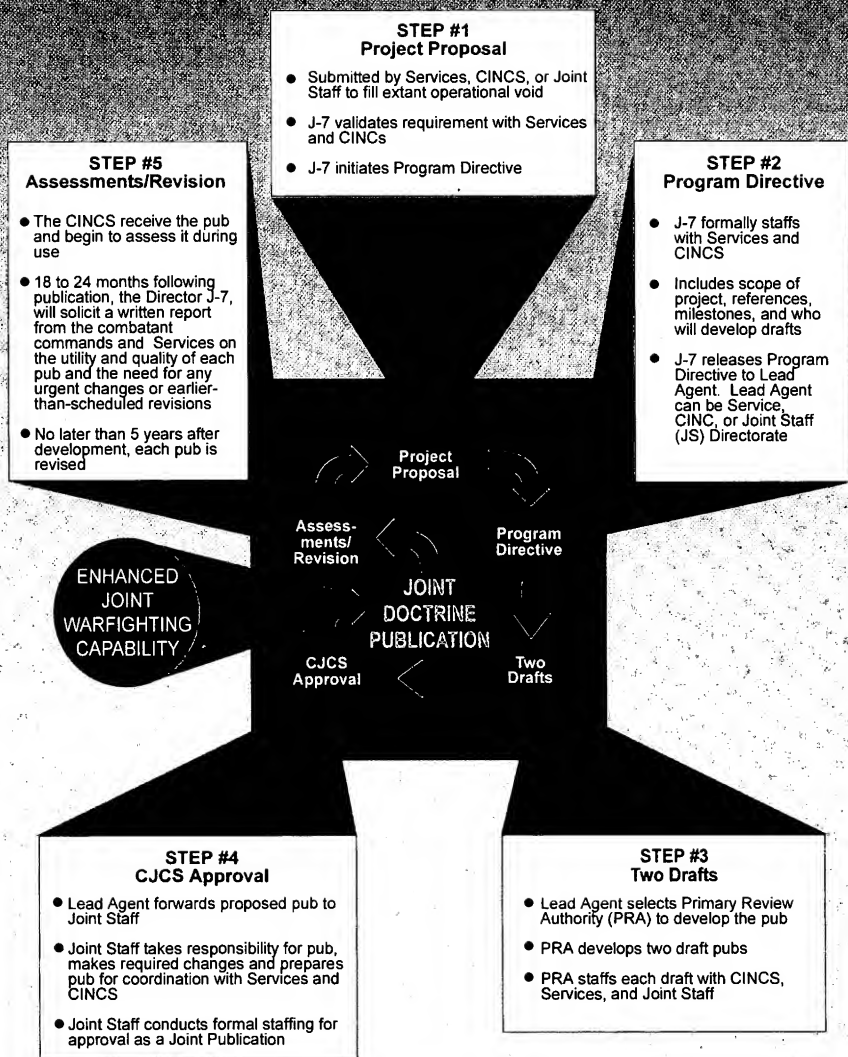 STEP #1
Project Proposal
● Submitted by Services, CINCS, or Joint
Staff to fill extant operational void
● J-7 validates requirement with Services
and CINCs
● J-7 initiates Program Directive
STEP #5
Assessments/Revision
● The CINCS receive the pub
and begin to assess it during
use
● 18 to 24 months following
publication, the Director J-7,
will solicit a written report
from the combatant
commands and Services on
the utility and quality of each
pub and the need for any
urgent changes or earlier-
than-scheduled revisions
● No later than 5 years after
development, each pub is
revised
STEP #2
Program Directive
● J-7 formally staffs
with Services and
CINCS
● Includes scope of
project, references,
milestones, and who
will develop drafts
● J-7 releases Program
Directive to Lead
Agent. Lead Agent
can be Service,
CINC, or Joint Staff
(JS) Directorate
Project
Proposal
Assess-
ments/
Revision
Program
Directive
JOINT
DOCTRINE
PUBLICATION
CJCS
Approval
Two
Drafts
ENHANCED
JOINT
WARFIGHTING
CAPABILITY
STEP #4
CJCS Approval
● Lead Agent forwards proposed pub to
Joint Staff
● Joint Staff takes responsibility for pub,
makes required changes and prepares
pub for coordination with Services and
CINCS
● Joint Staff conducts formal staffing for
approval as a Joint Publication
STEP #3
Two Drafts
● Lead Agent selects Primary Review
Authority (PRA) to develop the pub
● PRA develops two draft pubs
● PRA staffs each draft with CINCS,
Services, and Joint Staff